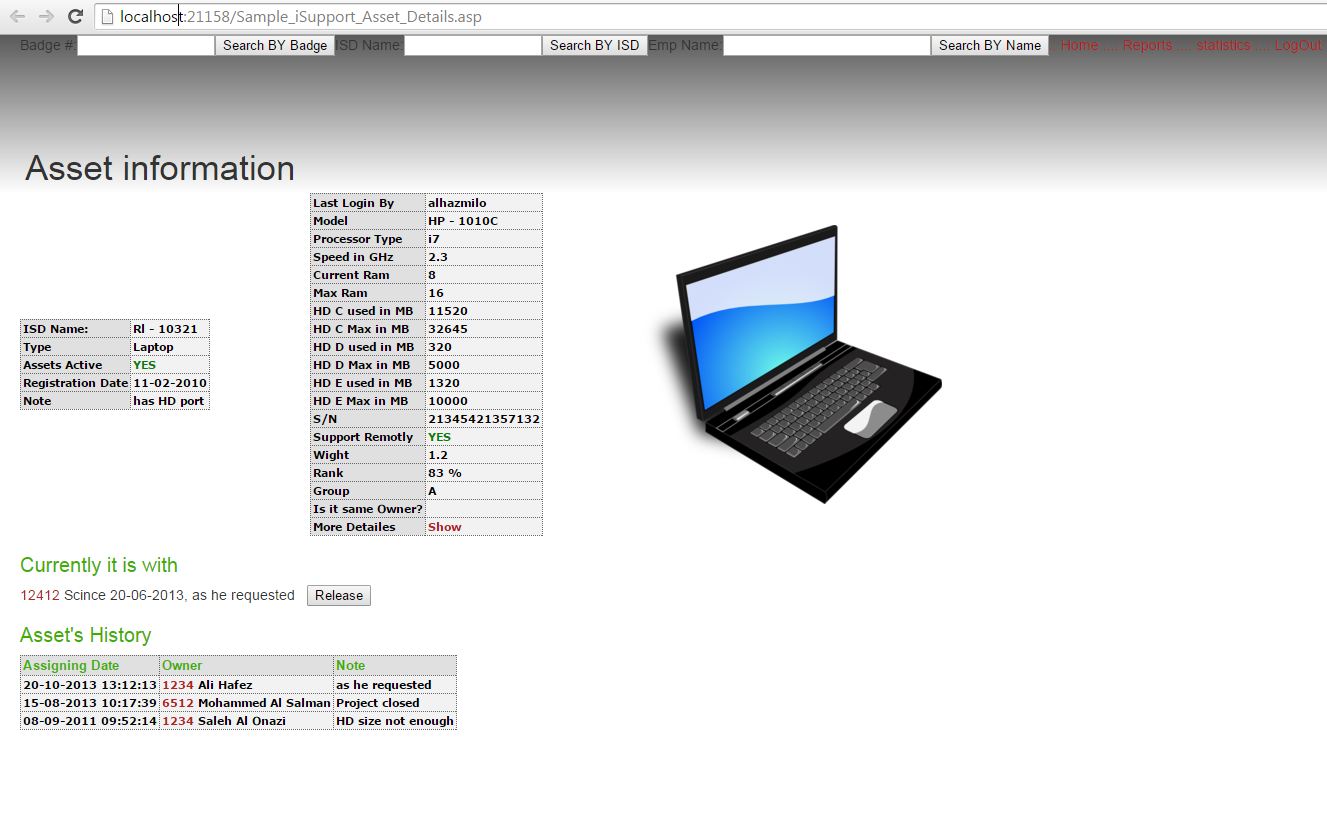 localhost:21158/Sample_iSupport_Asset_Details.asp
Badge #: Search BY Badge ISD Name: Search BY ISD Emp Name: Search BY Name Home .... Reports .... statistics .... LogOut
Asset information
ISD Name: Rl - 10321
Type Laptop
Assets Active YES
Registration Date 11-02-2010
Note has HD port
Last Login By alhazmilo
Model HP - 1010C
Processor Type i7
Speed in GHz 2.3
Current Ram 8
Max Ram 16
HD C used in MB 11520
HD C Max in MB 32645
HD D used in MB 320
HD D Max in MB 5000
HD E used in MB 1320
HD E Max in MB 10000
S/N 21345421357132
Support Remotly YES
Wight 1.2
Rank 83 %
Group A
Is it same Owner?
More Detailes Show
Currently it is with
12412 Scince 20-06-2013, as he requested Release
Asset's History
Assigning Date Owner Note
20-10-2013 13:12:13 1234 Ali Hafez as he requested
15-08-2013 10:17:39 6512 Mohammed Al Salman Project closed
08-09-2011 09:52:14 1234 Saleh Al Onazi HD size not enough